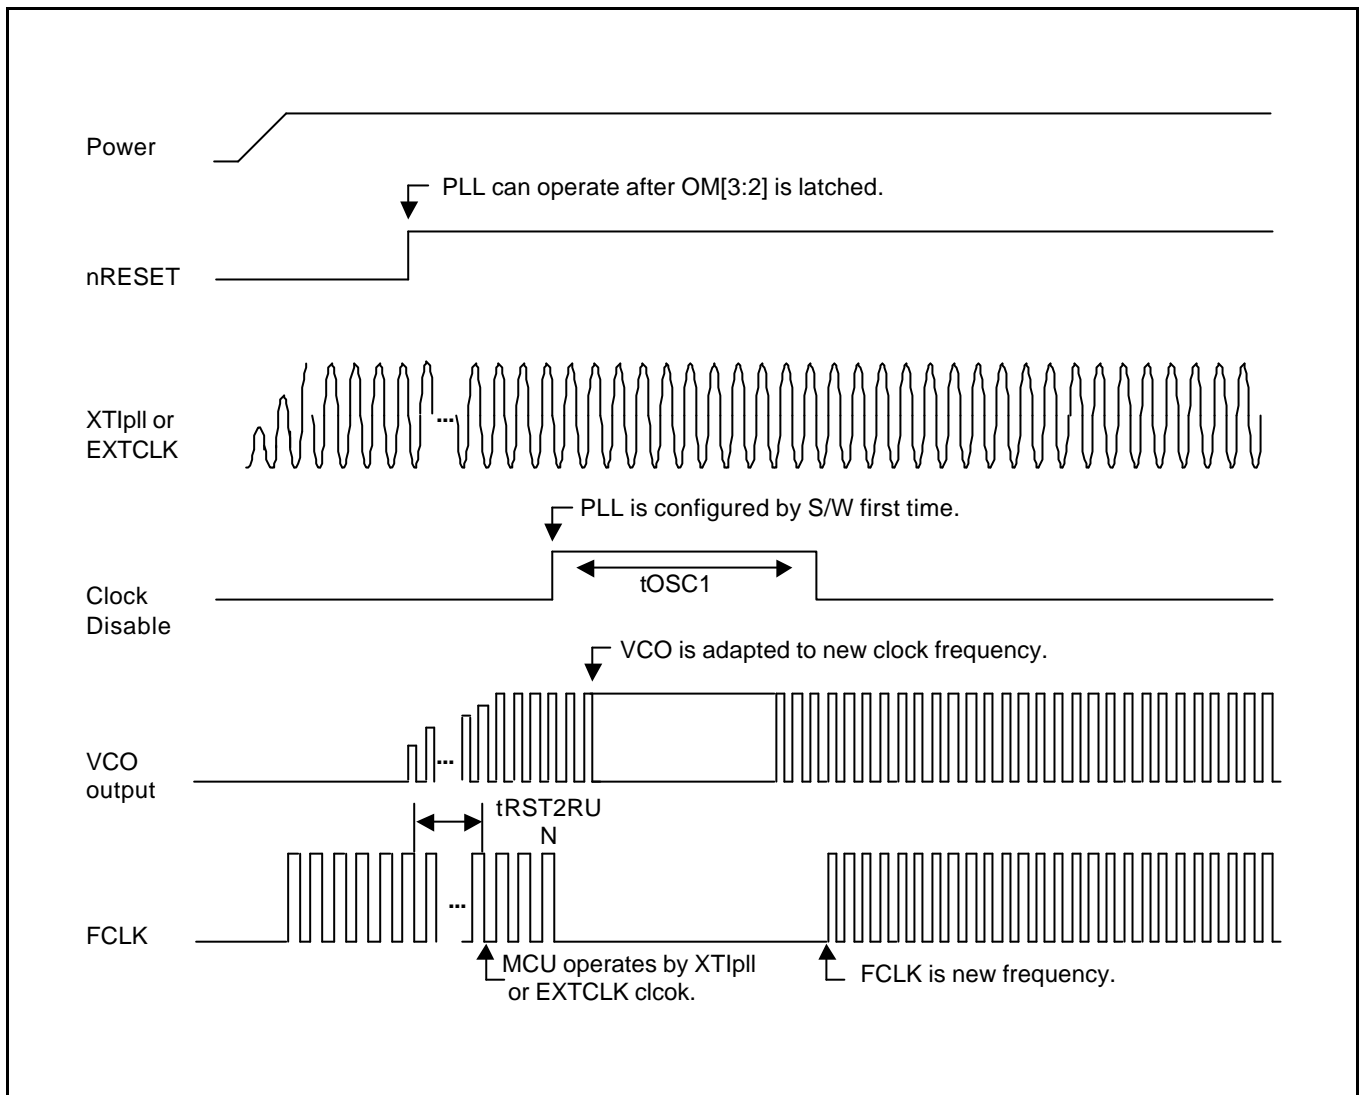 Power
PLL can operate after OM[3:2] is latched.
nRESET
XTIpll or
EXTCLK
...
PLL is configured by S/W first time.
tOSC1
Clock
Disable
VCO is adapted to new clock frequency.
...
VCO
output
tRST2RU
N
...
FCLK
MCU operates by XTIpll
or EXTCLK clcok.
FCLK is new frequency.